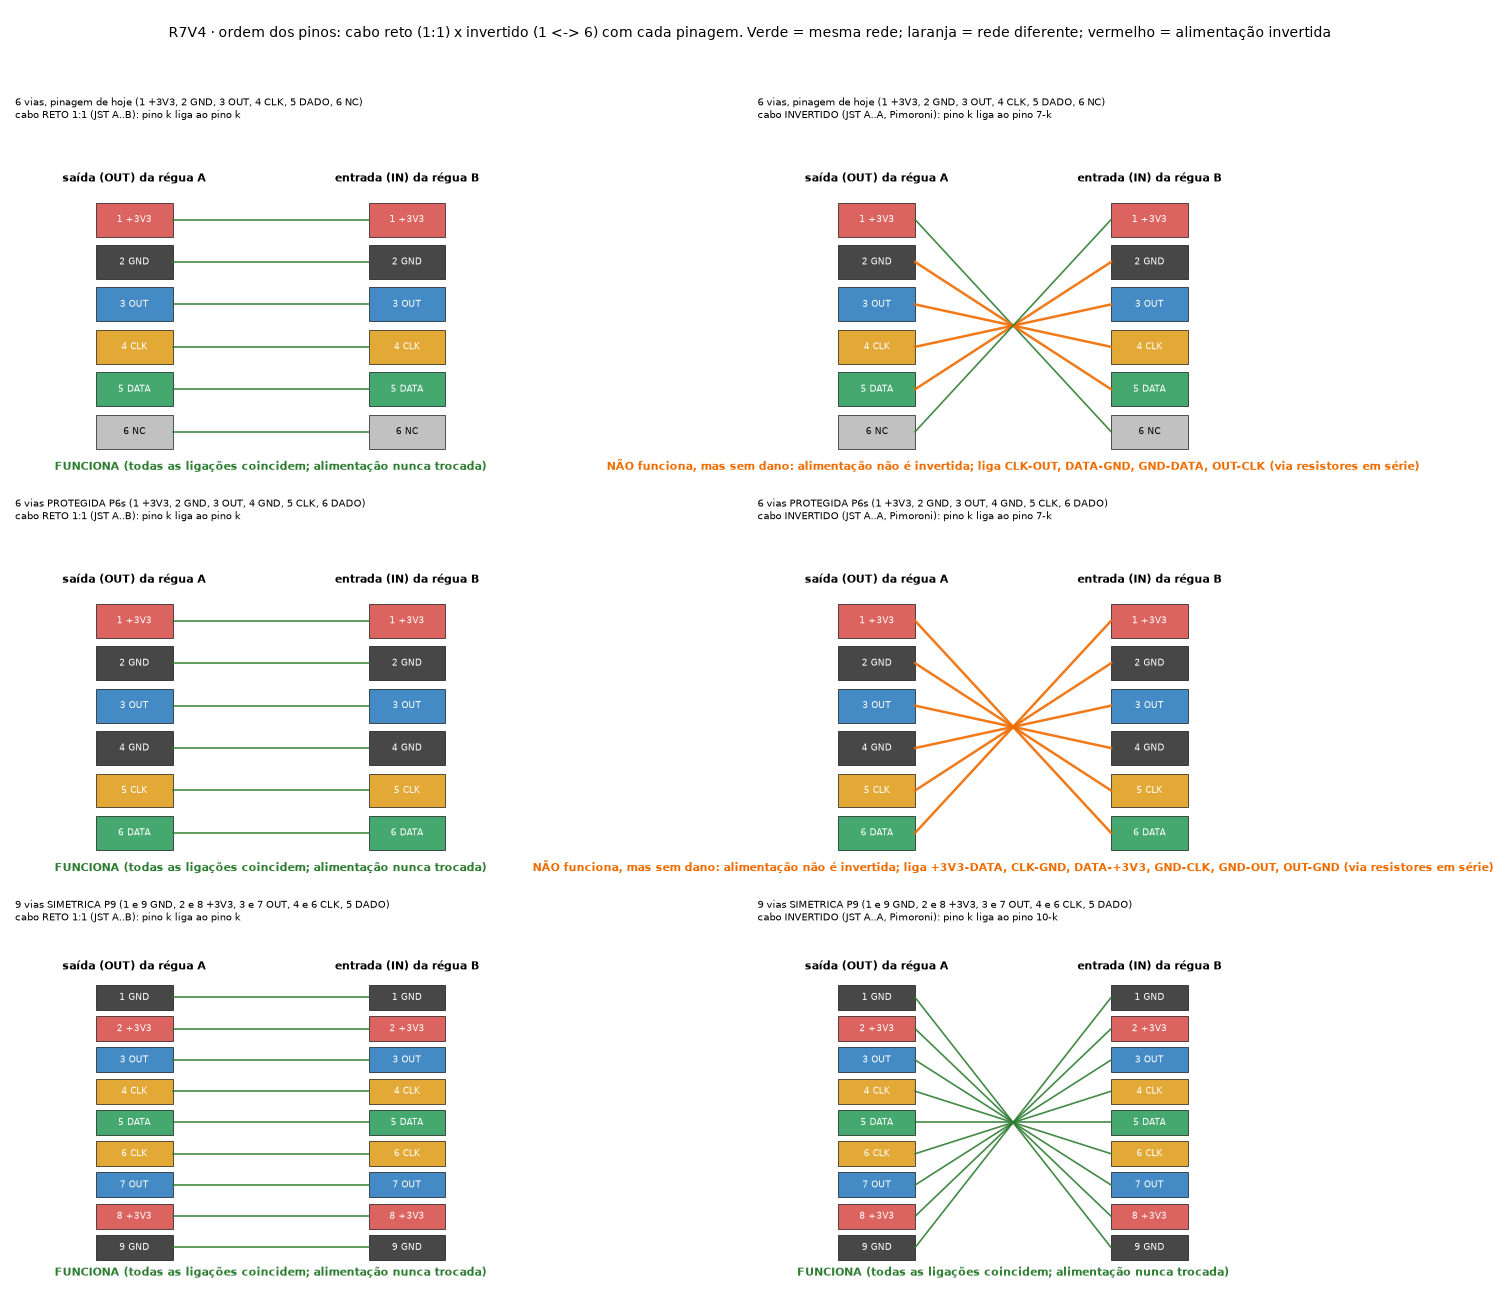 R7V4 · ordem dos pinos: cabo reto (1:1) x invertido (1 <-> 6) com cada pinagem. Verde = mesma rede; laranja = rede diferente; vermelho = alimentação invertida
6 vias, pinagem de hoje (1 +3V3, 2 GND, 3 OUT, 4 CLK, 5 DADO, 6 NC)
cabo RETO 1:1 (JST A..B): pino k liga ao pino k
saída (OUT) da régua A
entrada (IN) da régua B
1 +3V3
1 +3V3
2 GND
2 GND
3 OUT
3 OUT
4 CLK
4 CLK
5 DATA
5 DATA
6 NC
6 NC
FUNCIONA (todas as ligações coincidem; alimentação nunca trocada)
6 vias, pinagem de hoje (1 +3V3, 2 GND, 3 OUT, 4 CLK, 5 DADO, 6 NC)
cabo INVERTIDO (JST A..A, Pimoroni): pino k liga ao pino 7-k
saída (OUT) da régua A
entrada (IN) da régua B
1 +3V3
1 +3V3
2 GND
2 GND
3 OUT
3 OUT
4 CLK
4 CLK
5 DATA
5 DATA
6 NC
6 NC
NÃO funciona, mas sem dano: alimentação não é invertida; liga CLK-OUT, DATA-GND, GND-DATA, OUT-CLK (via resistores em série)
6 vias PROTEGIDA P6s (1 +3V3, 2 GND, 3 OUT, 4 GND, 5 CLK, 6 DADO)
cabo RETO 1:1 (JST A..B): pino k liga ao pino k
saída (OUT) da régua A
entrada (IN) da régua B
1 +3V3
1 +3V3
2 GND
2 GND
3 OUT
3 OUT
4 GND
4 GND
5 CLK
5 CLK
6 DATA
6 DATA
FUNCIONA (todas as ligações coincidem; alimentação nunca trocada)
6 vias PROTEGIDA P6s (1 +3V3, 2 GND, 3 OUT, 4 GND, 5 CLK, 6 DADO)
cabo INVERTIDO (JST A..A, Pimoroni): pino k liga ao pino 7-k
saída (OUT) da régua A
entrada (IN) da régua B
1 +3V3
1 +3V3
2 GND
2 GND
3 OUT
3 OUT
4 GND
4 GND
5 CLK
5 CLK
6 DATA
6 DATA
NÃO funciona, mas sem dano: alimentação não é invertida; liga +3V3-DATA, CLK-GND, DATA-+3V3, GND-CLK, GND-OUT, OUT-GND (via resistores em série)
9 vias SIMETRICA P9 (1 e 9 GND, 2 e 8 +3V3, 3 e 7 OUT, 4 e 6 CLK, 5 DADO)
cabo RETO 1:1 (JST A..B): pino k liga ao pino k
saída (OUT) da régua A
entrada (IN) da régua B
1 GND
1 GND
2 +3V3
2 +3V3
3 OUT
3 OUT
4 CLK
4 CLK
5 DATA
5 DATA
6 CLK
6 CLK
7 OUT
7 OUT
8 +3V3
8 +3V3
9 GND
9 GND
FUNCIONA (todas as ligações coincidem; alimentação nunca trocada)
9 vias SIMETRICA P9 (1 e 9 GND, 2 e 8 +3V3, 3 e 7 OUT, 4 e 6 CLK, 5 DADO)
cabo INVERTIDO (JST A..A, Pimoroni): pino k liga ao pino 10-k
saída (OUT) da régua A
entrada (IN) da régua B
1 GND
1 GND
2 +3V3
2 +3V3
3 OUT
3 OUT
4 CLK
4 CLK
5 DATA
5 DATA
6 CLK
6 CLK
7 OUT
7 OUT
8 +3V3
8 +3V3
9 GND
9 GND
FUNCIONA (todas as ligações coincidem; alimentação nunca trocada)